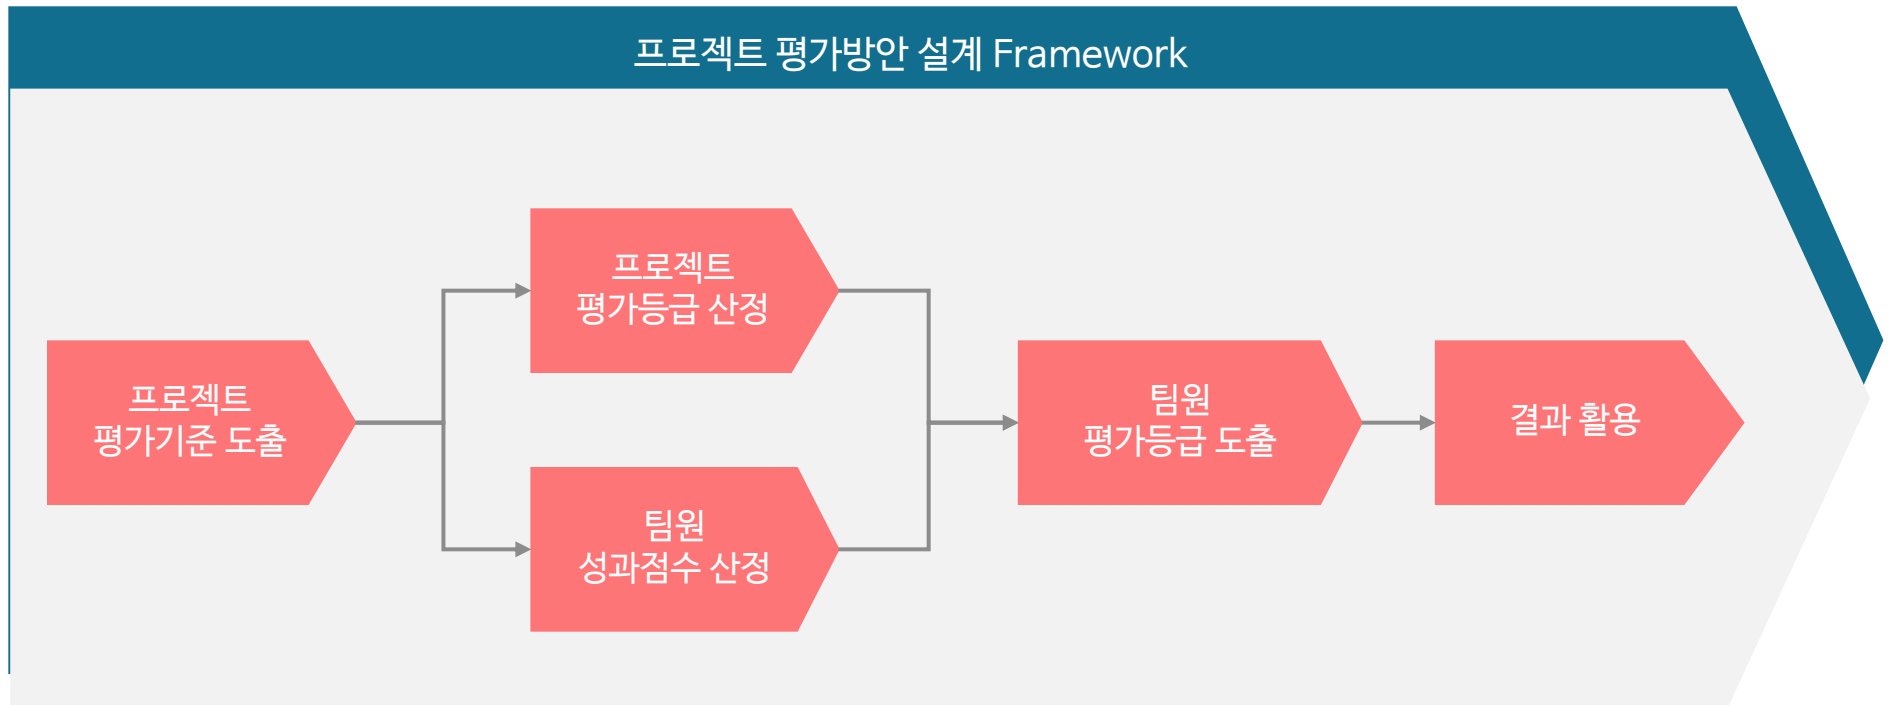 프로젝트 평가방안 설계 Framework
프로젝트
평가기준 도출
프로젝트
평가등급 산정
팀원
성과점수 산정
팀원
평가등급 도출
결과 활용